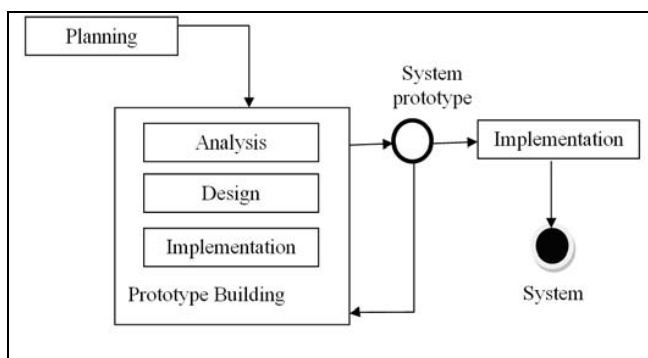 Planning
System
prototype
Analysis
Implementation
Design
Implementation
Prototype Building
System